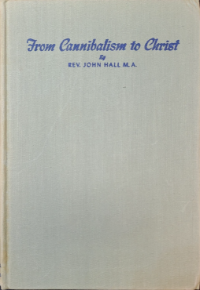 From Cannibalism to Christ
By
REV. JOHN HALL M.A.